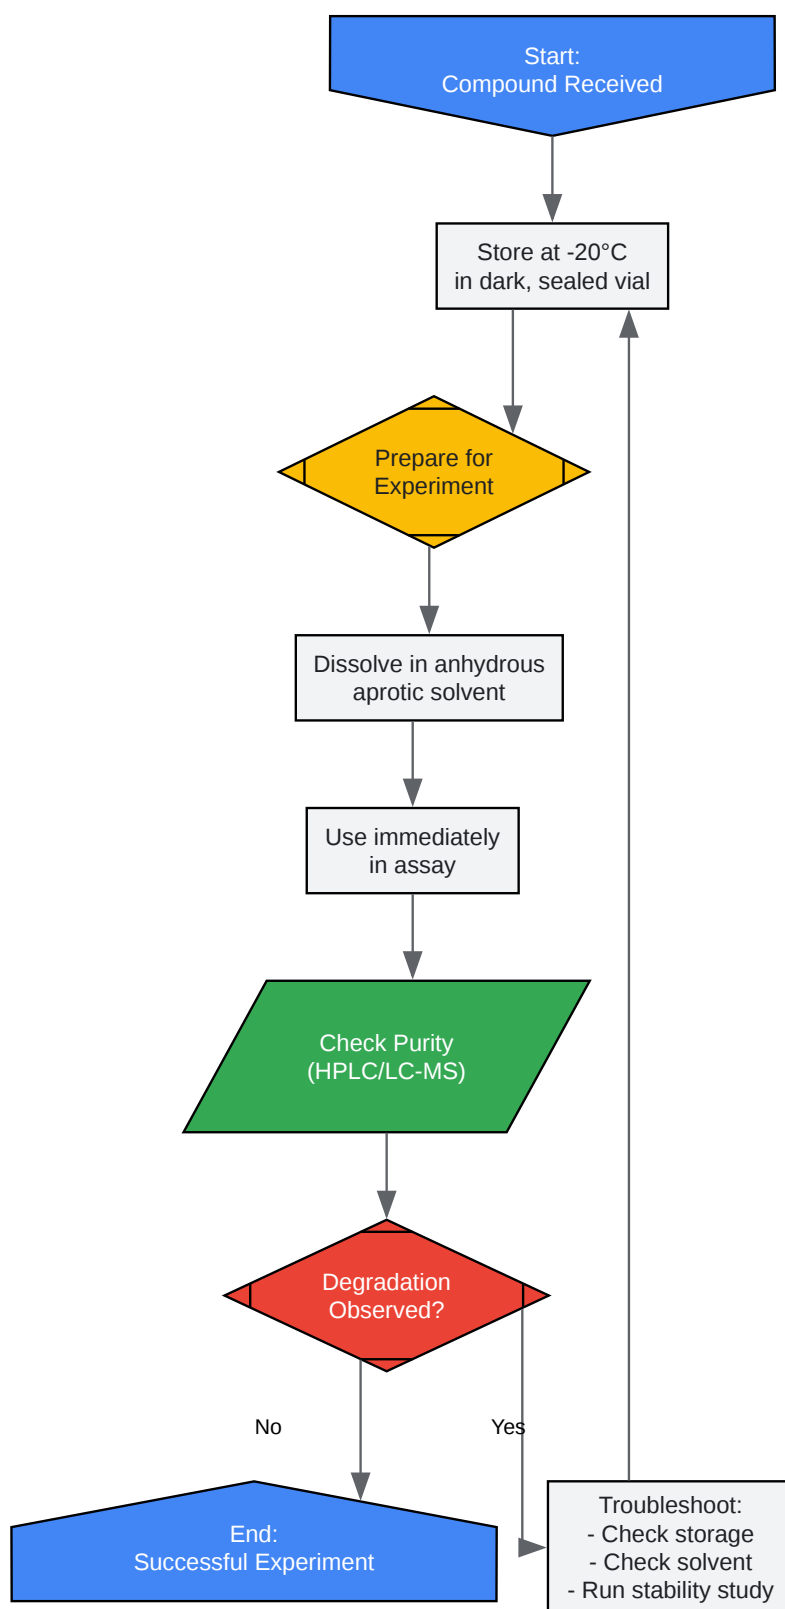 Start:
Compound Received
Store at -20°C
in dark, sealed vial
Prepare for
Experiment
Dissolve in anhydrous
aprotic solvent
Use immediately
in assay
Check Purity
(HPLC/LC-MS)
Degradation
Observed?
No
Yes
End:
Successful Experiment
Troubleshoot:
- Check storage
- Check solvent
- Run stability study